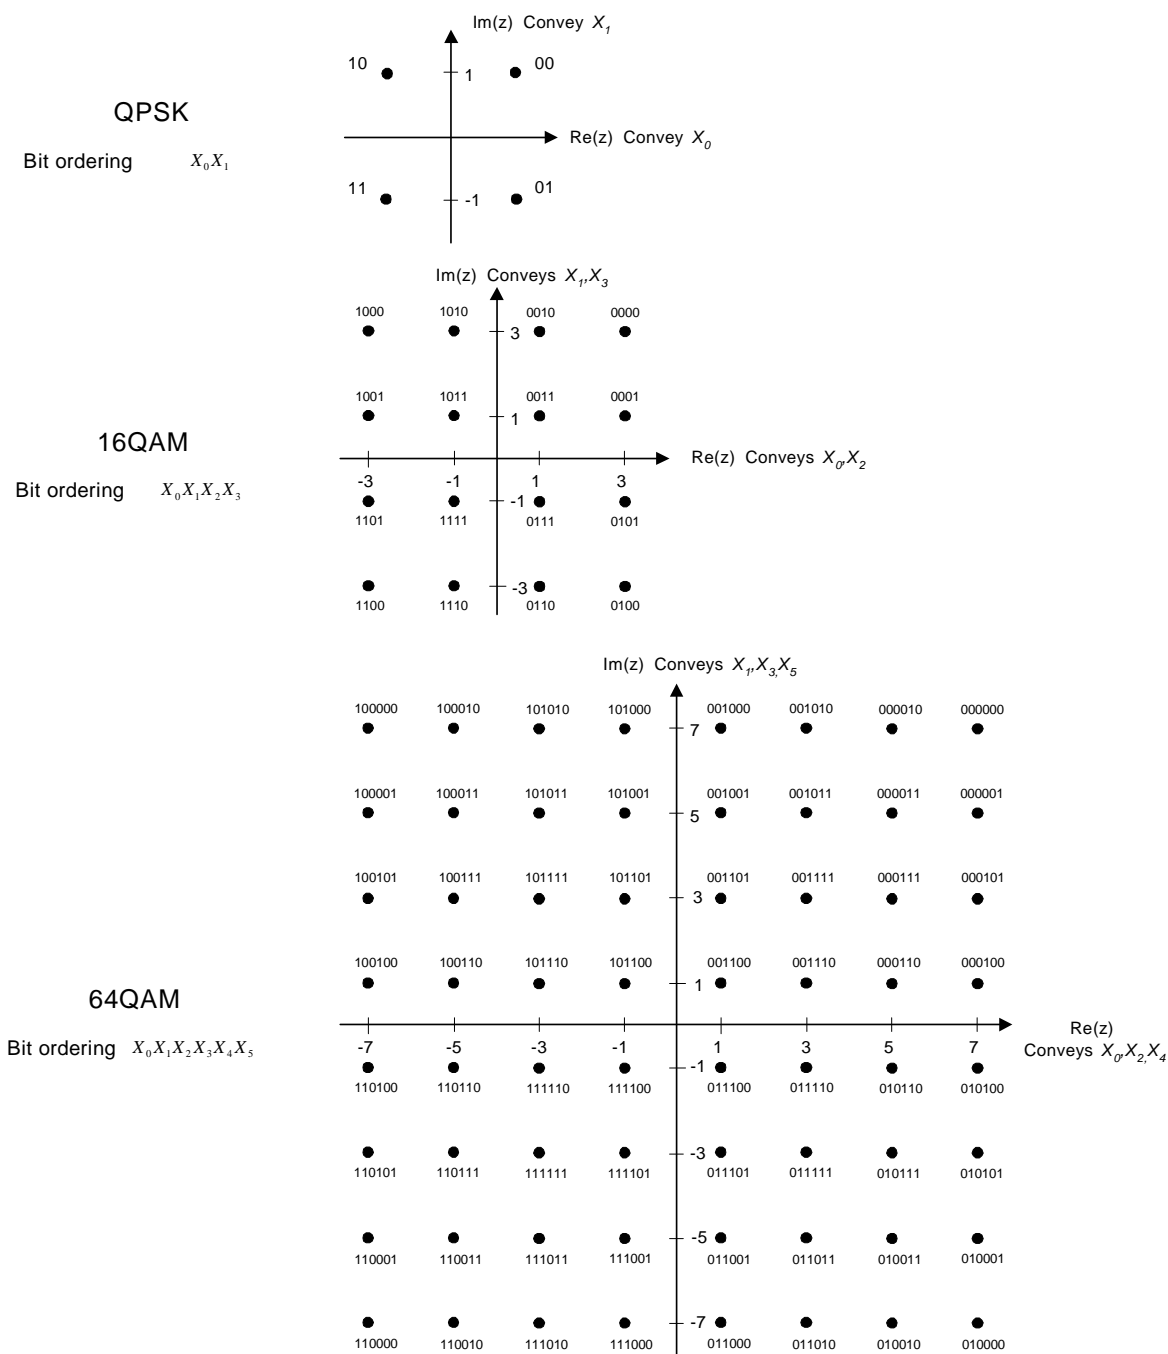 Im(z) Convey X1
10 00
1
QPSK
Re(z) Convey X0
Bit ordering X0X1
11 01
-1
Im(z) Conveys X1,X3
1000 1010 0010 0000
3
1001 1011 0011 0001
1
16QAM
Re(z) Conveys X0,X2
-3 -1 1 3
Bit ordering X0X1X2X3
-1
1101 1111 0111 0101
-3
1100 1110 0110 0100
Im(z) Conveys X1,X3,X5
100000 100010 101010 101000 001000 001010 000010 000000
7
100001 100011 101011 101001 001001 001011 000011 000001
5
100101 100111 101111 101101 001101 001111 000111 000101
3
100100 100110 101110 101100 001100 001110 000110 000100
1
64QAM
Re(z)
Bit ordering X0X1X2X3X4X5
-7 -5 -3 -1 1 3 5 7
Conveys X0,X2,X4
-1
110100 110110 111110 111100 011100 011110 010110 010100
-3
110101 110111 111111 111101 011101 011111 010111 010101
-5
110001 110011 111011 111001 011001 011011 010011 010001
-7
110000 110010 111010 111000 011000 011010 010010 010000